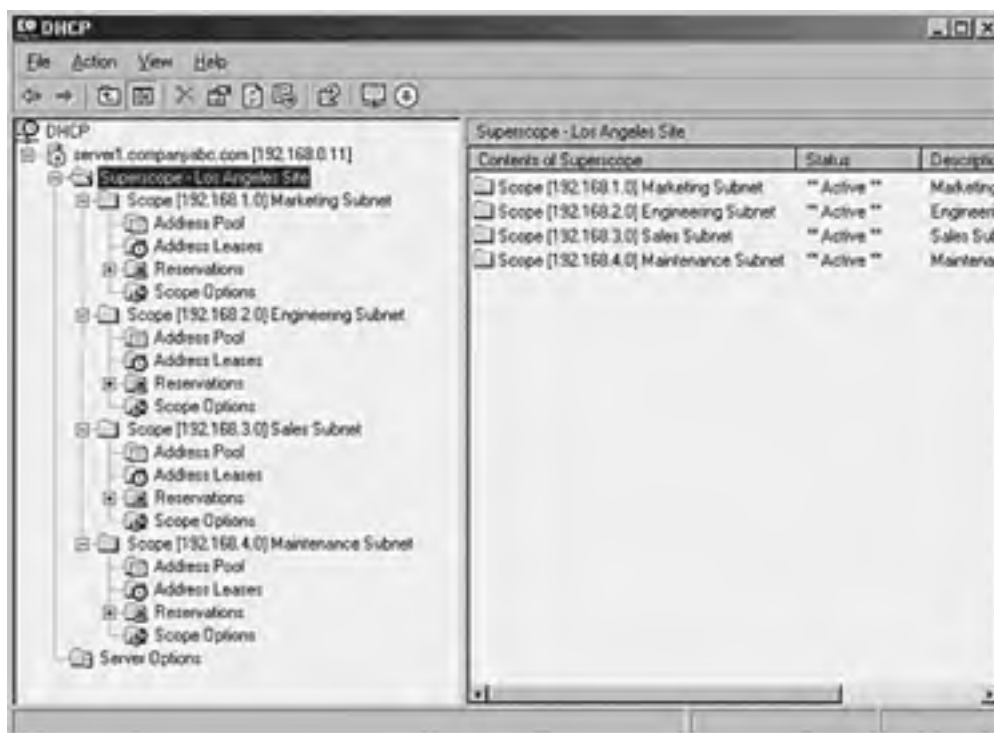 DHCP
File Action View Help
DHCP
server1.companyabc.com [192.168.0.11]
Superscope - Los Angeles Site
Scope [192.168.1.0] Marketing Subnet
Address Pool
Address Leases
Reservations
Scope Options
Scope [192.168.2.0] Engineering Subnet
Address Pool
Address Leases
Reservations
Scope Options
Scope [192.168.3.0] Sales Subnet
Address Pool
Address Leases
Reservations
Scope Options
Scope [192.168.4.0] Maintenance Subnet
Address Pool
Address Leases
Reservations
Scope Options
Server Options
Superscope - Los Angeles Site
Contents of Superscope Status Descriptio
Scope [192.168.1.0] Marketing Subnet ** Active ** Marketing
Scope [192.168.2.0] Engineering Subnet ** Active ** Engineeri
Scope [192.168.3.0] Sales Subnet ** Active ** Sales Sub
Scope [192.168.4.0] Maintenance Subnet ** Active ** Maintena